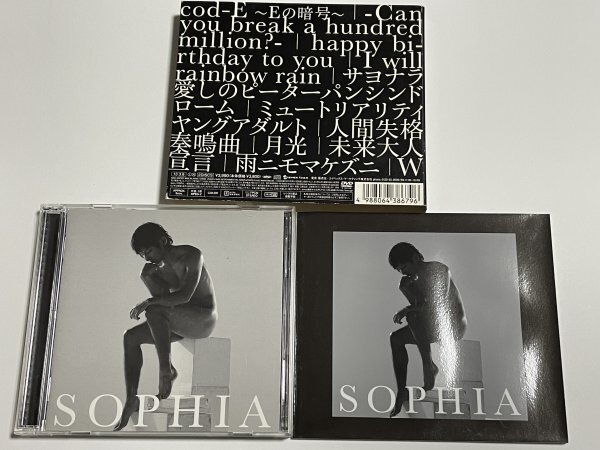 cod-E ～Eの暗号～ | -Can
you break a hundred
million?- | happy bi-
rthday to you | I will
rainbow rain | サヨナラ
愛しのピーターパンシンド
ローム | ミュートリアリティ
ヤングアダルト | 人間失格
奏鳴曲 | 月光 | 未来大人
宣言 | 雨ニモマケズニ | W
4 988064 386796
SOPHIA
SOPHIA